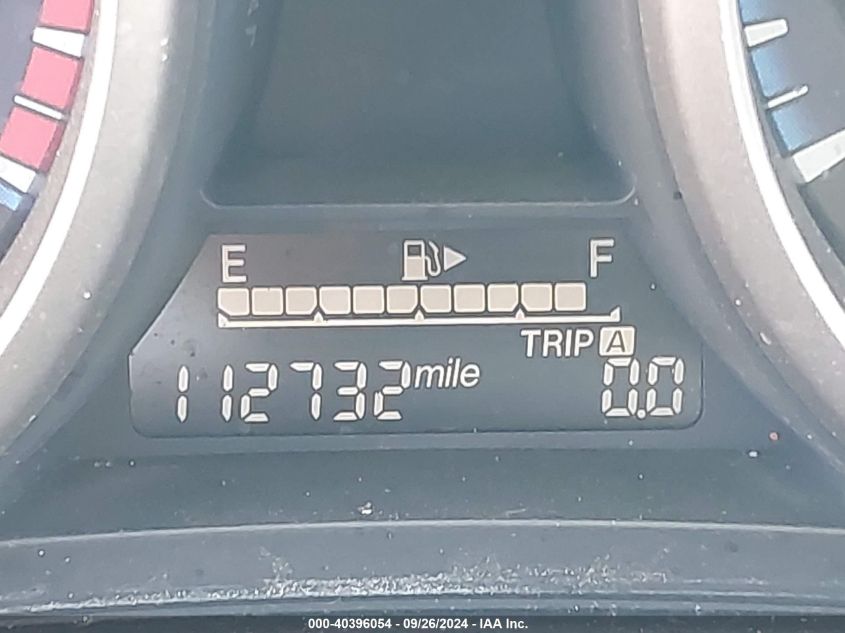 E F
TRIP A
112732 mile 0.0
000-40396054 - 09/26/2024 - IAA Inc.